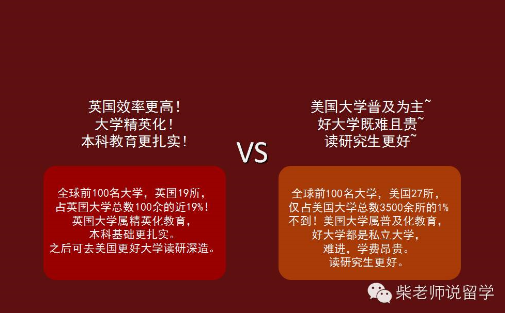 英国效率更高！
大学精英化！
本科教育更扎实！
VS
美国大学普及为主~
好大学既难且贵~
读研究生更好~
全球前100名大学，英国19所，
占英国大学总数100余的近19%！
英国大学属精英化教育，
本科基础更扎实。
之后可去美国更好大学读研深造。
全球前100名大学，美国27所，
仅占美国大学总数3500余所的1%
不到！美国大学属普及化教育，
好大学都是私立大学，
难进，学费昂贵。
读研究生更好。
柴老师说留学